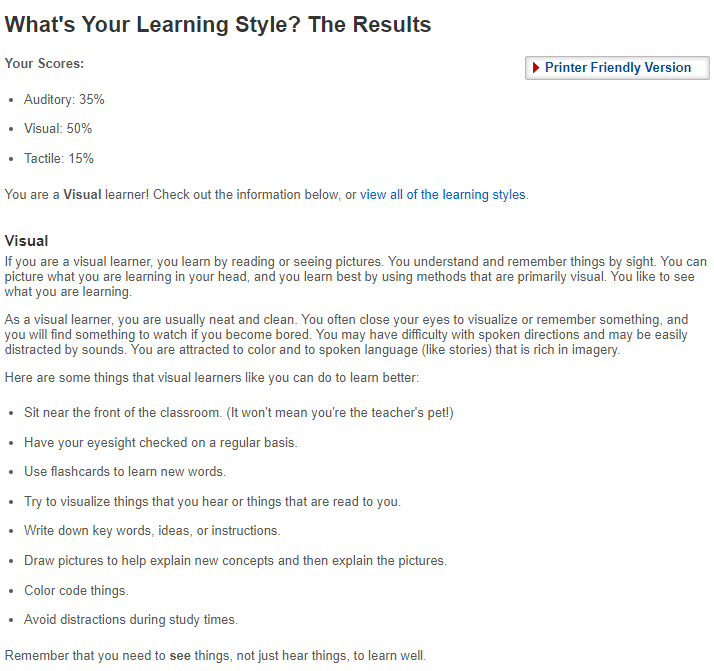 What's Your Learning Style? The Results
Your Scores:
Printer Friendly Version
Auditory: 35%
Visual: 50%
Tactile: 15%
You are a Visual learner! Check out the information below, or view all of the learning styles.
Visual
If you are a visual learner, you learn by reading or seeing pictures. You understand and remember things by sight. You can
picture what you are learning in your head, and you learn best by using methods that are primarily visual. You like to see
what you are learning.
As a visual learner, you are usually neat and clean. You often close your eyes to visualize or remember something, and
you will find something to watch if you become bored. You may have difficulty with spoken directions and may be easily
distracted by sounds. You are attracted to color and to spoken language (like stories) that is rich in imagery.
Here are some things that visual learners like you can do to learn better:
Sit near the front of the classroom. (It won't mean you're the teacher's pet!)
Have your eyesight checked on a regular basis.
Use flashcards to learn new words.
Try to visualize things that you hear or things that are read to you.
Write down key words, ideas, or instructions.
Draw pictures to help explain new concepts and then explain the pictures.
Color code things.
Avoid distractions during study times.
Remember that you need to see things, not just hear things, to learn well.